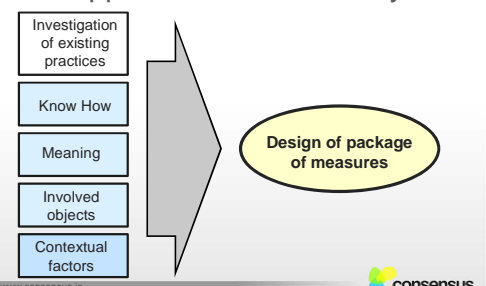 Investigation
of existing
practices
Know How
Meaning
Involved
objects
Contextual
factors
Design of package
of measures
consensus